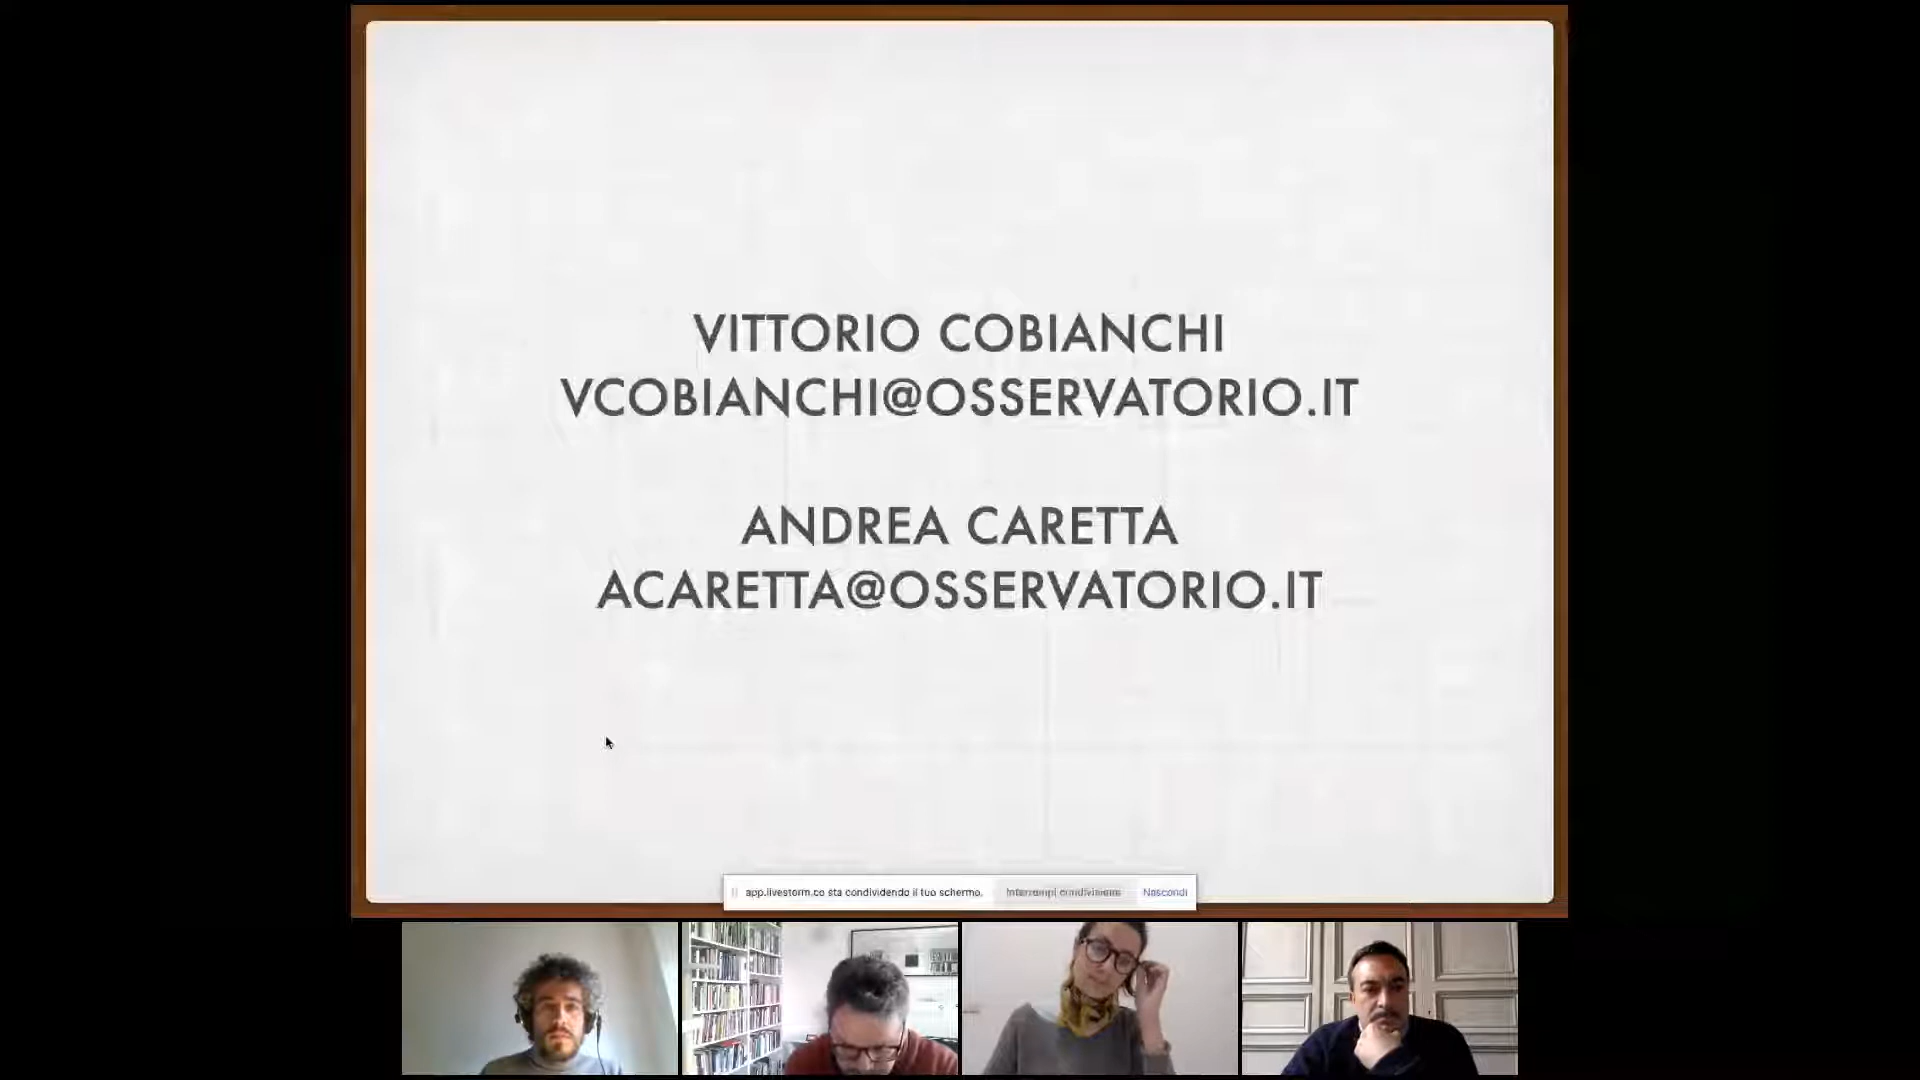 VITTORIO COBIANCHI
VCOBIANCHI@OSSERVATORIO.IT
ANDREA CARETTA
ACARETTA@OSSERVATORIO.IT
app.livestorm.co sta condividendo il tuo schermo. Interrompi condivisione Nascondi